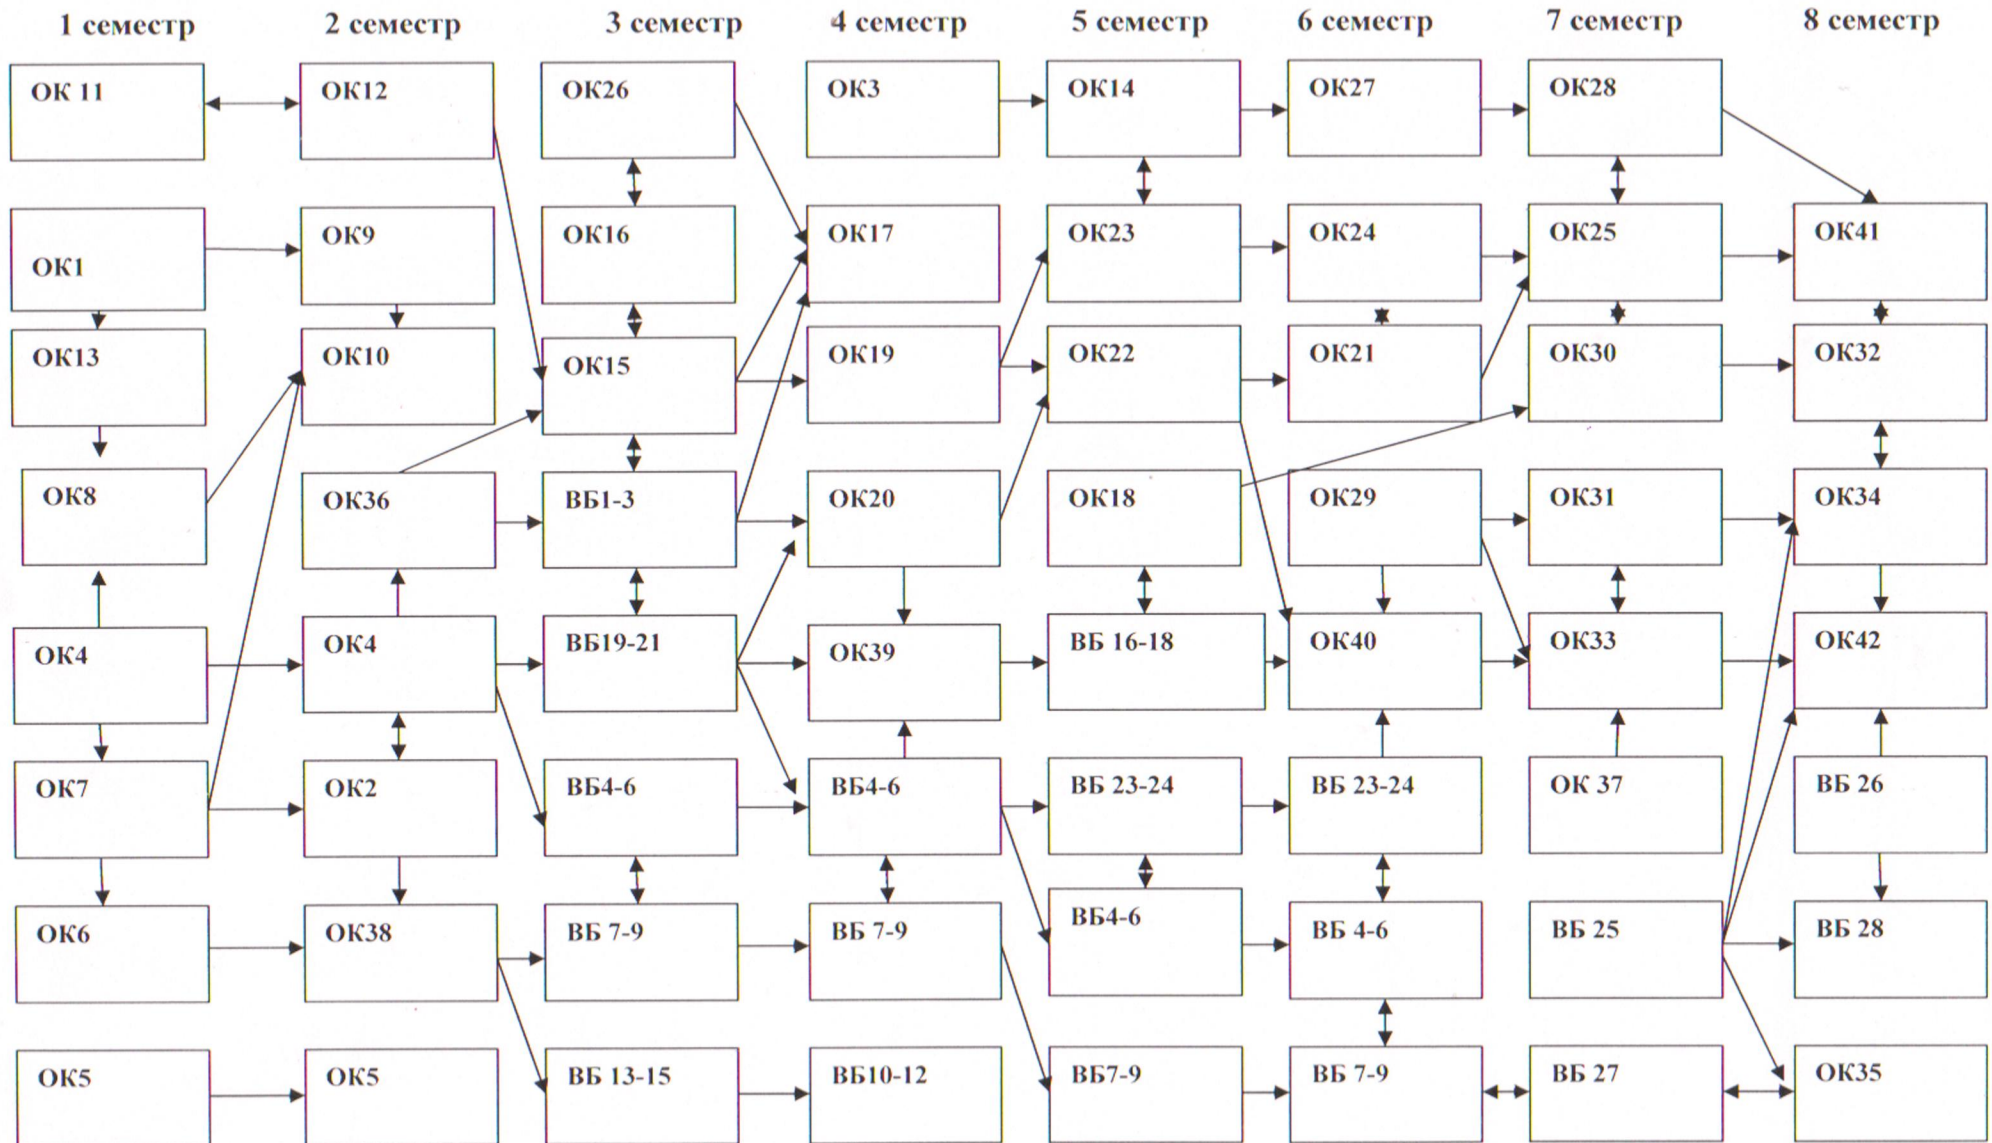 1 семестр 2 семестр 3 семестр 4 семестр 5 семестр 6 семестр 7 семестр 8 семестр
ОК 11 ОК12 ОК26 ОК3 ОК14 ОК27 ОК28
ОК1 ОК9 ОК16 ОК17 ОК23 ОК24 ОК25 ОК41
ОК13 ОК10 ОК15 ОК19 ОК22 ОК21 ОК30 ОК32
ОК8 ОК36 ВБ1-3 ОК20 ОК18 ОК29 ОК31 ОК34
ОК4 ОК4 ВБ19-21 ОК39 ВБ 16-18 ОК40 ОК33 ОК42
ОК7 ОК2 ВБ4-6 ВБ4-6 ВБ 23-24 ВБ 23-24 ОК 37 ВБ 26
ОК6 ОК38 ВБ 7-9 ВБ 7-9 ВБ4-6 ВБ 4-6 ВБ 25 ВБ 28
ОК5 ОК5 ВБ 13-15 ВБ10-12 ВБ7-9 ВБ 7-9 ВБ 27 ОК35